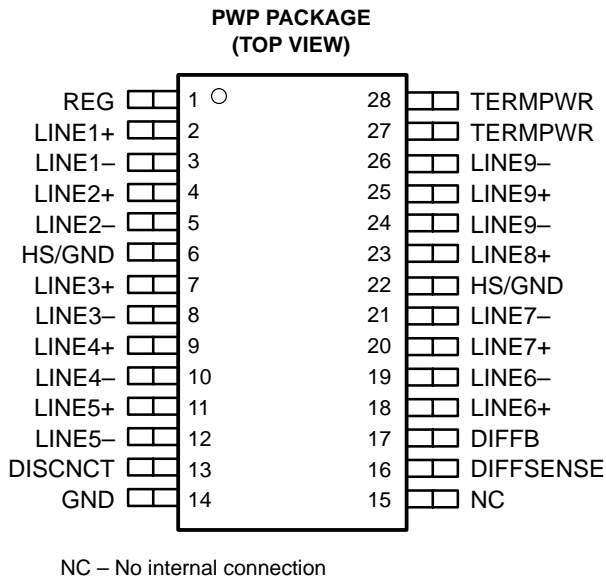 PWP PACKAGE
(TOP VIEW)
REG 1 28 TERMPWR
LINE1+ 2 27 TERMPWR
LINE1– 3 26 LINE9–
LINE2+ 4 25 LINE9+
LINE2– 5 24 LINE9–
HS/GND 6 23 LINE8+
LINE3+ 7 22 HS/GND
LINE3– 8 21 LINE7–
LINE4+ 9 20 LINE7+
LINE4– 10 19 LINE6–
LINE5+ 11 18 LINE6+
LINE5– 12 17 DIFFB
DISCNCT 13 16 DIFFSENSE
GND 14 15 NC
NC – No internal connection